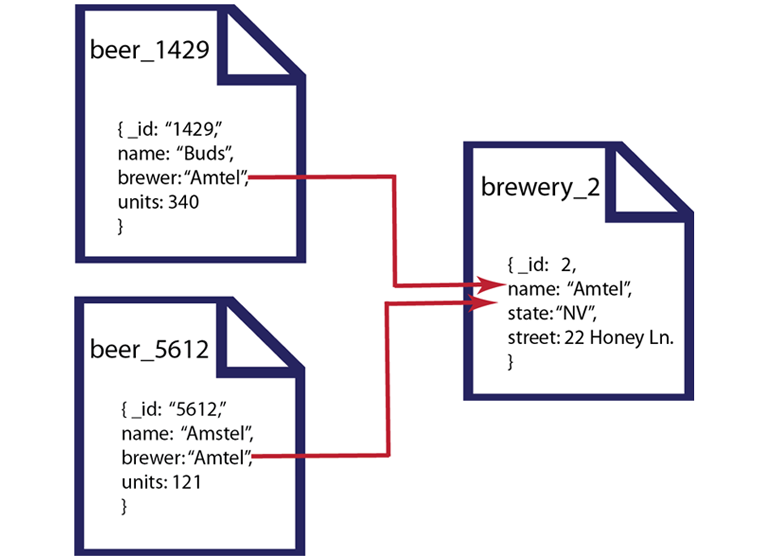 beer_1429
{ _id: “1429,”
name: “Buds”,
brewer:“Amtel”,
units: 340
}
beer_5612
{ _id: “5612,”
name: “Amstel”,
brewer:“Amtel”,
units: 121
}
brewery_2
{ _id: 2,
name: “Amtel”,
state:“NV”,
street: 22 Honey Ln.
}